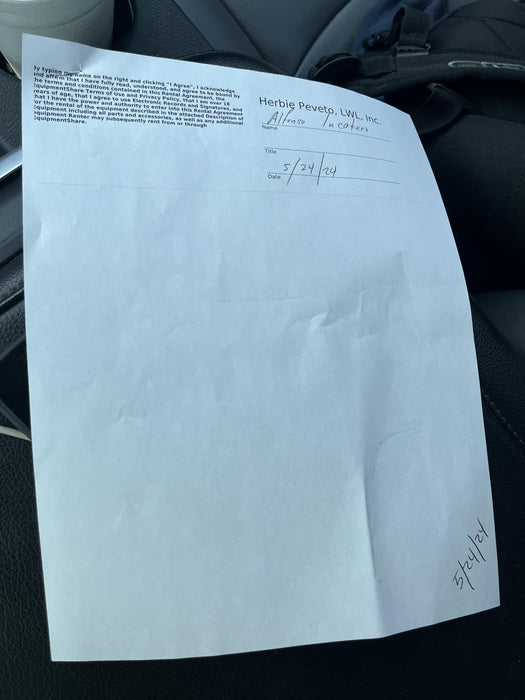 By typing my name on the right and clicking "I Agree", I acknowledge
and affirm that I have fully read, understood, and agree to be bound by
the terms and conditions contained in this Rental Agreement, the
EquipmentShare Terms of Use and Privacy Policy, that I am over 18
years of age, that I agree to use Electronic Records and Signatures, and
that I have the power and authority to enter into this Rental Agreement
for the rental of the equipment described in the attached Description of
Equipment including all parts and accessories, as well as any additional
equipment Renter may subsequently rent from or through
EquipmentShare.
Herbie Peveto, LWL, Inc.
Alfonso
Name
Title
5/24/24
Date
5/24/24